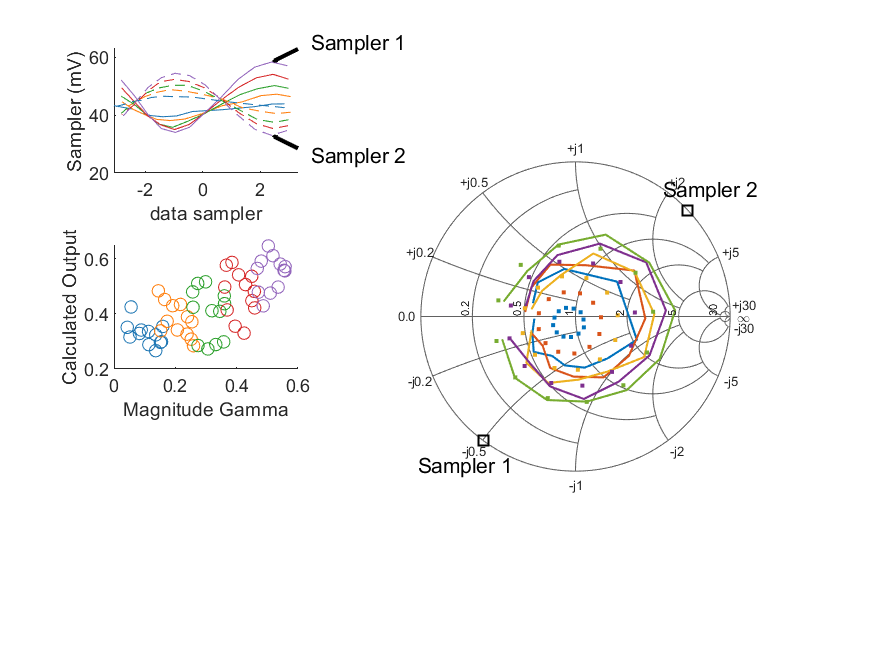 Sampler 1
60
40
20
Sampler (mV)
-2
0
2
data sampler
Sampler 2
0.6
0.4
0.2
Calculated Output
0
0.2
0.4
0.6
Magnitude Gamma
+j1
+j0.5
+j2
Sampler 2
+j0.2
+j5
0.0
0.2
0.5
1
2
5
30
+j30
∞
-j30
-j0.2
-j5
-j0.5
-j2
Sampler 1
-j1